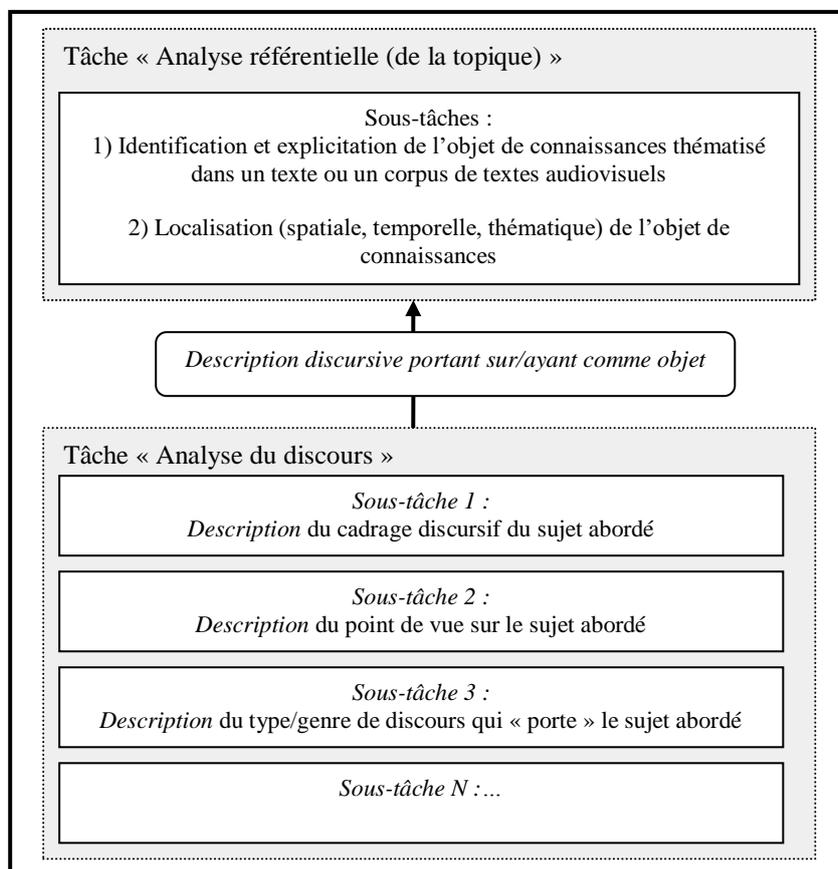 Tâche « Analyse référentielle (de la topique) »
Sous-tâches :
1) Identification et explicitation de l’objet de connaissances thématisé
dans un texte ou un corpus de textes audiovisuels
2) Localisation (spatiale, temporelle, thématique) de l’objet de
connaissances
Description discursive portant sur/ayant comme objet
Tâche « Analyse du discours »
Sous-tâche 1 :
Description du cadrage discursif du sujet abordé
Sous-tâche 2 :
Description du point de vue sur le sujet abordé
Sous-tâche 3 :
Description du type/genre de discours qui « porte » le sujet abordé
Sous-tâche N :…